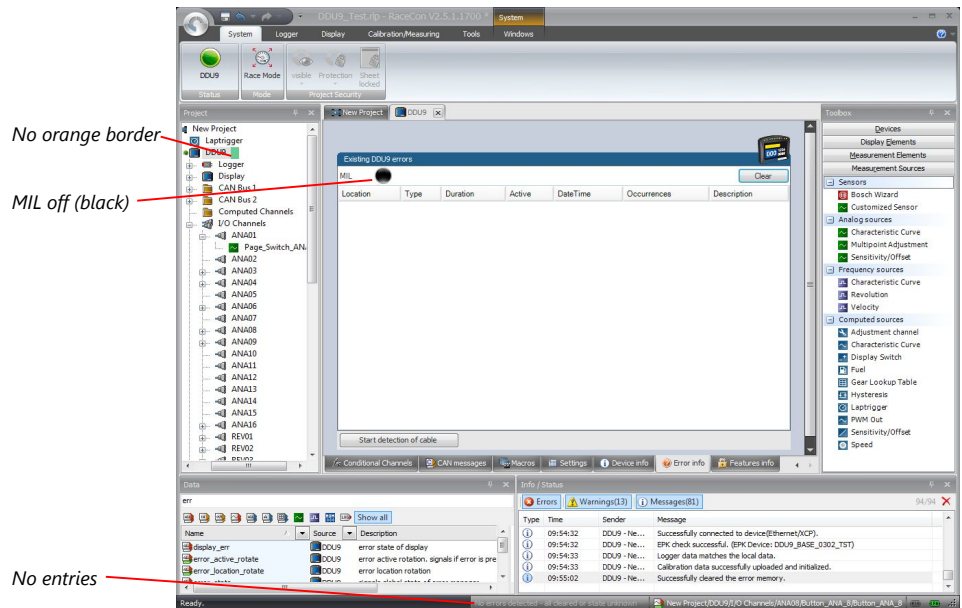 DDU9_Test.rlp - RaceCon V2.5.1.1700 *
System
System Logger Display Calibration/Measuring Tools Windows
DDU9
Race Mode
visible
Protection
Sheet locked
Status
Mode
Project Security
Project
New Project
DDU9
Toolbox
No orange border
MIL off (black)
No entries
New Project
Laptrigger
DDU9
Logger
Display
CAN Bus 1
CAN Bus 2
Computed Channels
I/O Channels
ANA01
Page_Switch_ANA
ANA02
ANA03
ANA04
ANA05
ANA06
ANA07
ANA08
ANA09
ANA10
ANA11
ANA12
ANA13
ANA14
ANA15
ANA16
REV01
REV02
REV03
Existing DDU9 errors
MIL
Clear
Location Type Duration Active DateTime Occurrences Description
Start detection of cable
Conditional Channels CAN messages Macros Settings Device info Error info Features info
Devices
Display Elements
Measurement Elements
Measurement Sources
Sensors
Bosch Wizard
Customized Sensor
Analog sources
Characteristic Curve
Multipoint Adjustment
Sensitivity/Offset
Frequency sources
Characteristic Curve
Revolution
Velocity
Computed sources
Adjustment channel
Characteristic Curve
Display Switch
Fuel
Gear Lookup Table
Hysteresis
Laptrigger
PWM Out
Sensitivity/Offset
Speed
Data
err
Show all
Name Source Description
display_err DDU9 error state of display
error_active_rotate DDU9 error active rotation, signals if error is pre
error_location_rotate DDU9 error location rotation
error_state DDU9 signals global state of error manager
Info / Status
Errors Warnings(13) Messages(81) 94/94
Type Time Sender Message
09:54:32 DDU9 - Ne... Successfully connected to device(Ethernet/XCP).
09:54:32 DDU9 - Ne... EPK check successful. (EPK Device: DDU9_BASE_0302_TST)
09:54:33 DDU9 - Ne... Logger data matches the local data.
09:54:33 DDU9 - Ne... Calibration data successfully uploaded and initialized.
09:55:02 DDU9 - Ne... Successfully cleared the error memory.
Ready.
No errors detected - all cleared or state unknown
New Project/DDU9/I/O Channels/ANA08/Button_ANA_8/Button_ANA_8